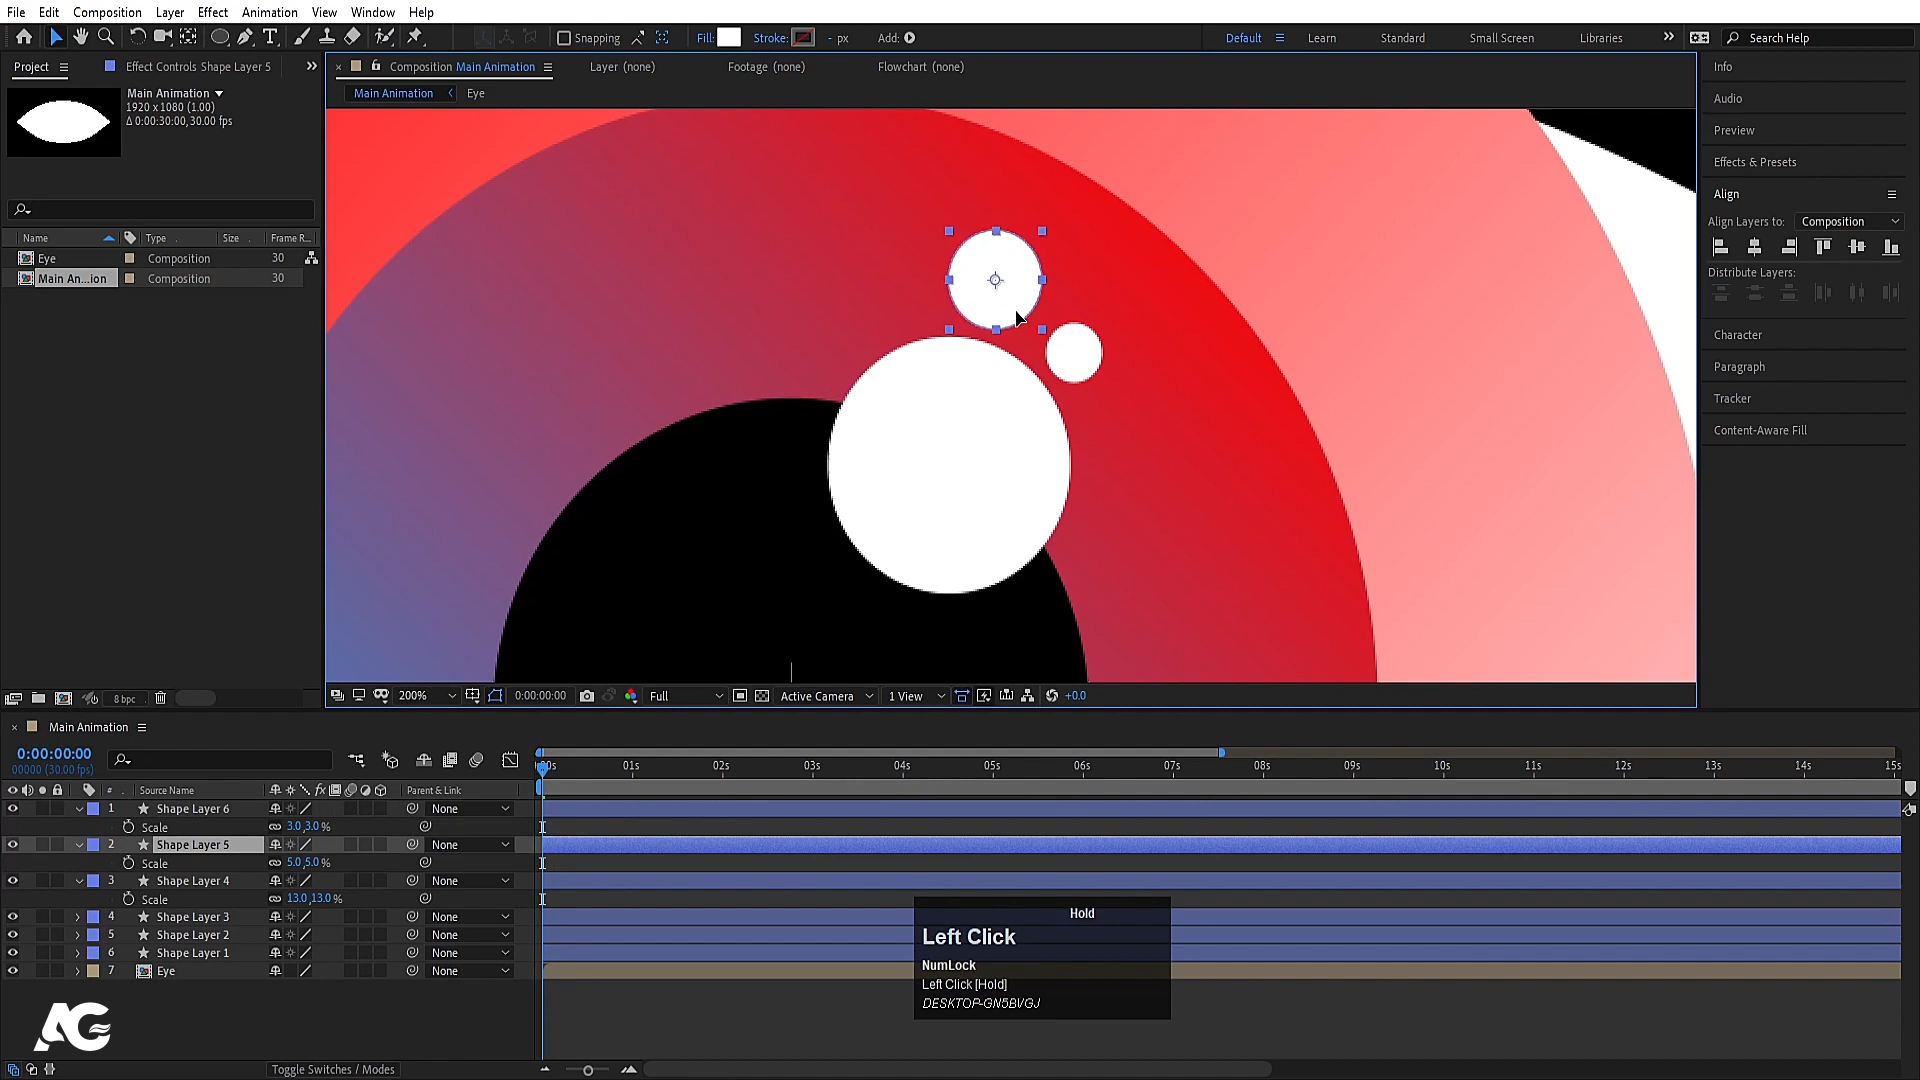 File Edit Composition Layer Effect Animation View Window Help
Snapping Fill: Stroke: - px Add: Default Learn Standard Small Screen Libraries Search Help
Project Effect Controls Shape Layer 5 Composition Main Animation Layer (none) Footage (none) Flowchart (none) Info
Main Animation Main Animation Eye
1920 x 1080 (1.00)
Δ 0:00:30:00, 30.00 fps
Audio
Preview
Effects & Presets
Align
Align Layers to: Composition
Distribute Layers:
Character
Paragraph
Tracker
Content-Aware Fill
Name Type Size Frame R...
Eye Composition 30
Main An...ion Composition 30
8 bpc 200% 0:00:00:00 Full Active Camera 1 View +0.0
Main Animation
0:00:00:00
00000 (30.00 fps)
00s 01s 02s 03s 04s 05s 06s 07s 08s 09s 10s 11s 12s 13s 14s 15s
# Source Name fx Parent & Link
1 Shape Layer 6 None
Scale 3.0,3.0 %
2 Shape Layer 5 None
Scale 5.0,5.0 %
3 Shape Layer 4 None
Scale 13.0,13.0 %
4 Shape Layer 3 None
5 Shape Layer 2 None
6 Shape Layer 1 None
7 Eye None
Hold
Left Click
NumLock
Left Click [Hold]
DESKTOP-GN5BVGJ
AG
Toggle Switches / Modes